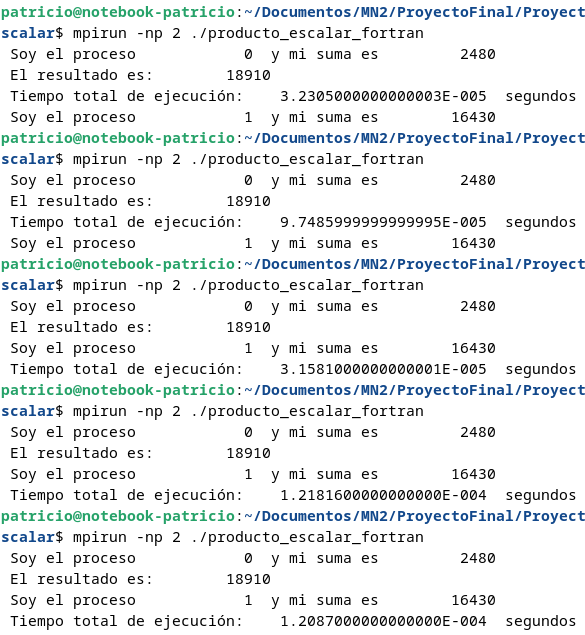 patricio@notebook-patricio:~/Documentos/MN2/ProyectoFinal/Proyect
scalar$ mpirun -np 2 ./producto_escalar_fortran
Soy el proceso 0 y mi suma es 2480
El resultado es: 18910
Tiempo total de ejecución: 3.2305000000000003E-005 segundos
Soy el proceso 1 y mi suma es 16430
patricio@notebook-patricio:~/Documentos/MN2/ProyectoFinal/Proyect
scalar$ mpirun -np 2 ./producto_escalar_fortran
Soy el proceso 0 y mi suma es 2480
El resultado es: 18910
Tiempo total de ejecución: 9.7485999999999995E-005 segundos
Soy el proceso 1 y mi suma es 16430
patricio@notebook-patricio:~/Documentos/MN2/ProyectoFinal/Proyect
scalar$ mpirun -np 2 ./producto_escalar_fortran
Soy el proceso 0 y mi suma es 2480
El resultado es: 18910
Soy el proceso 1 y mi suma es 16430
Tiempo total de ejecución: 3.1581000000000001E-005 segundos
patricio@notebook-patricio:~/Documentos/MN2/ProyectoFinal/Proyect
scalar$ mpirun -np 2 ./producto_escalar_fortran
Soy el proceso 0 y mi suma es 2480
El resultado es: 18910
Soy el proceso 1 y mi suma es 16430
Tiempo total de ejecución: 1.2181600000000000E-004 segundos
patricio@notebook-patricio:~/Documentos/MN2/ProyectoFinal/Proyect
scalar$ mpirun -np 2 ./producto_escalar_fortran
Soy el proceso 0 y mi suma es 2480
El resultado es: 18910
Soy el proceso 1 y mi suma es 16430
Tiempo total de ejecución: 1.2087000000000000E-004 segundos